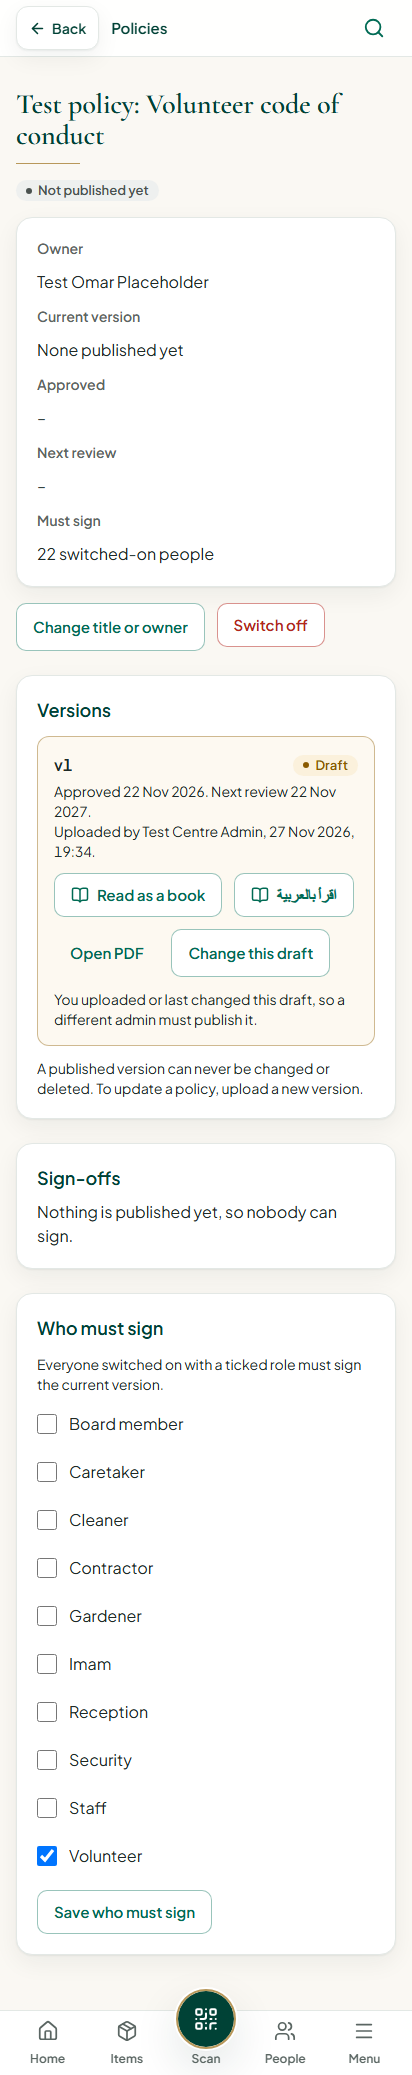 Back
Policies
Test policy: Volunteer code of
conduct
Not published yet
Owner
Test Omar Placeholder
Current version
None published yet
Approved
–
Next review
–
Must sign
22 switched-on people
Change title or owner
Switch off
Versions
v1
Draft
Approved 22 Nov 2026. Next review 22 Nov
2027.
Uploaded by Test Centre Admin, 27 Nov 2026,
19:34.
Read as a book
اقرأ بالعربية
Open PDF
Change this draft
You uploaded or last changed this draft, so a
different admin must publish it.
A published version can never be changed or
deleted. To update a policy, upload a new version.
Sign-offs
Nothing is published yet, so nobody can
sign.
Who must sign
Everyone switched on with a ticked role must sign
the current version.
Board member
Caretaker
Cleaner
Contractor
Gardener
Imam
Reception
Security
Staff
Volunteer
Save who must sign
Home
Items
Scan
People
Menu